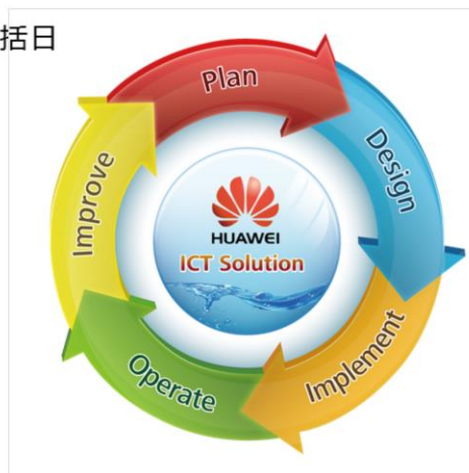 括日
Plan
Design
Implement
Operate
Improve
HUAWEI
ICT Solution